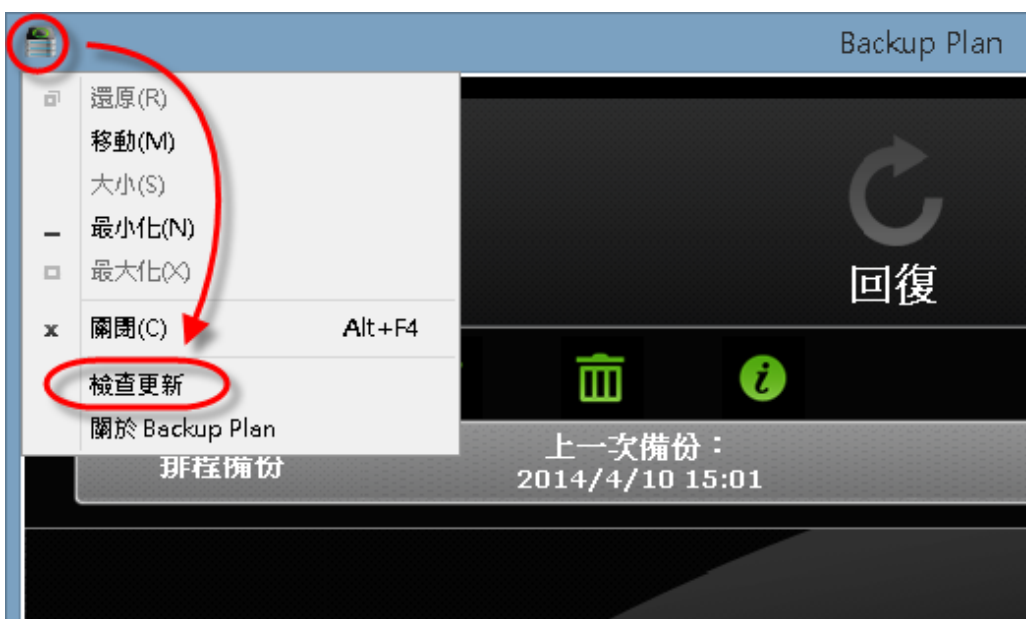 Backup Plan
還原(R)
移動(M)
大小(S)
最小化(N)
最大化(X)
關閉(C) Alt+F4
檢查更新
關於 Backup Plan
回復
排程備份
上一次備份：
2014/4/10 15:01